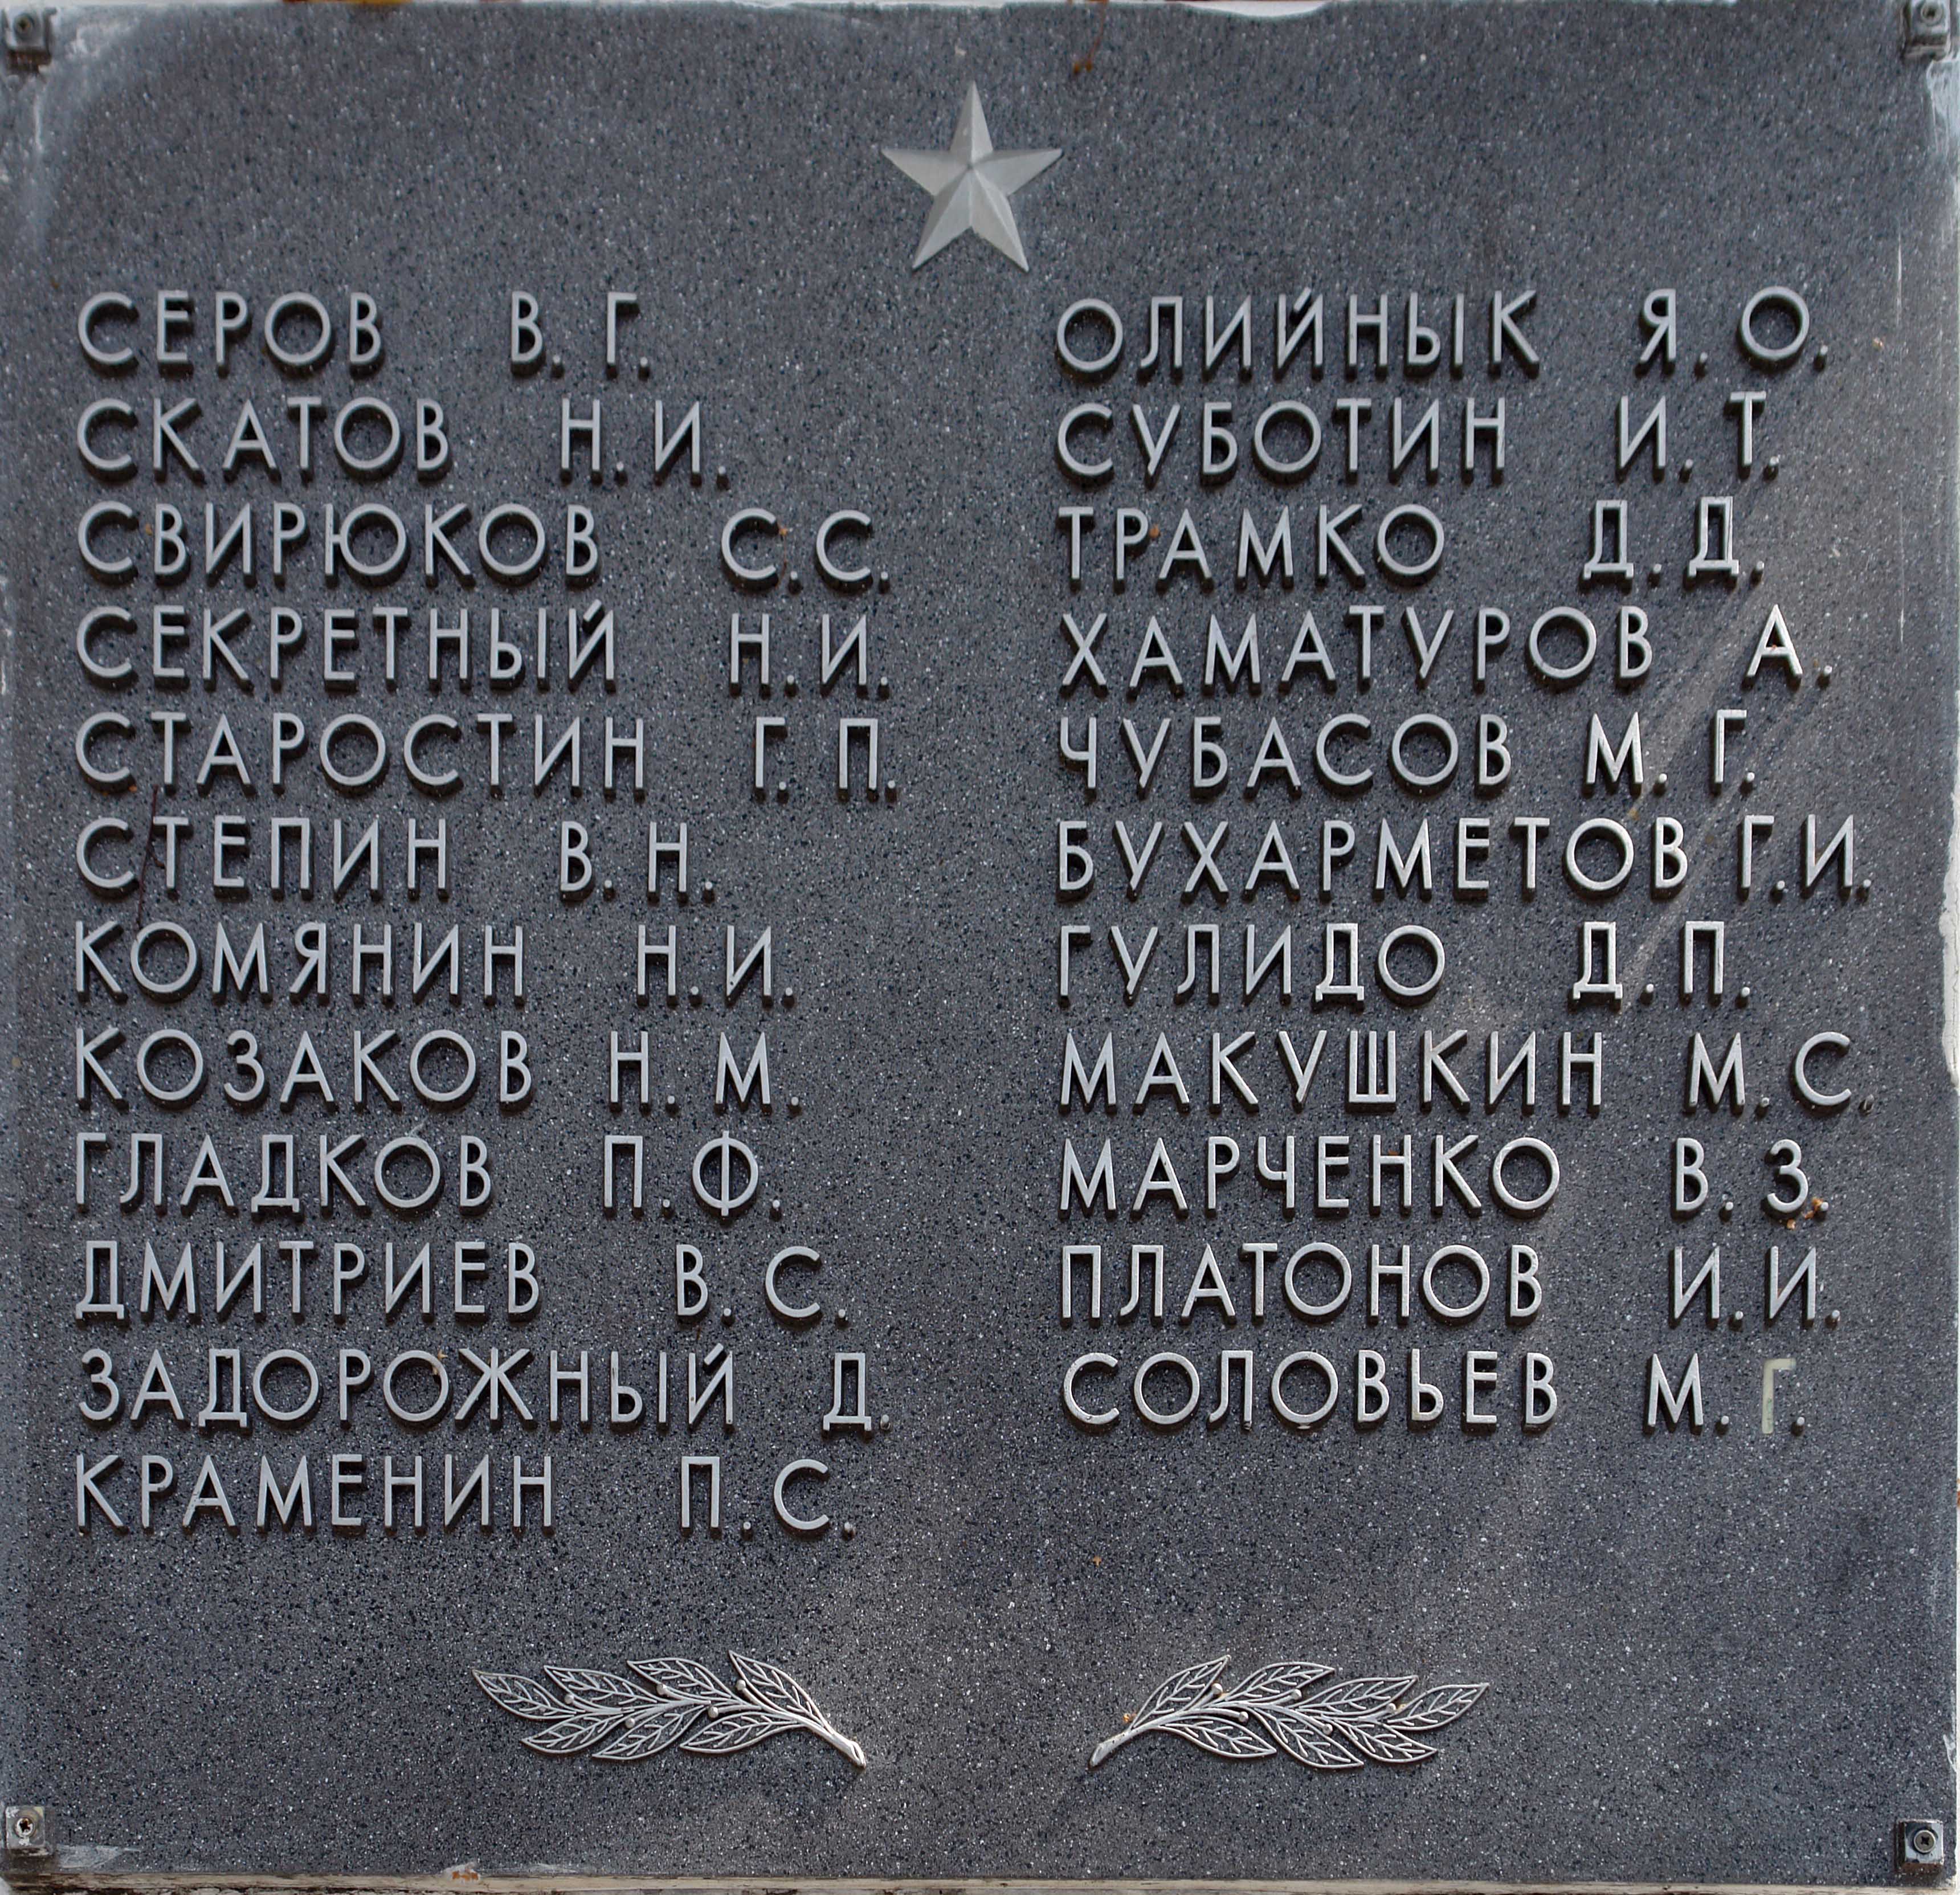 СЕРОВ В. Г.
СКАТОВ Н. И.
СВИРЮКОВ С. С.
СЕКРЕТНЫЙ Н. И.
СТАРОСТИН Г. П.
СТЕПИН В. Н.
КОМЯНИН Н. И.
КОЗАКОВ Н. М.
ГЛАДКОВ П. Ф.
ДМИТРИЕВ В. С.
ЗАДОРОЖНЫЙ Д.
КРАМЕНИН П. С.
ОЛИЙНЫК Я. О.
СУБОТИН И. Т.
ТРАМКО Д. Д.
ХАМАТУРОВ А.
ЧУБАСОВ М. Г.
БУХАРМЕТОВ Г. И.
ГУЛИДО Д. П.
МАКУШКИН М. С.
МАРЧЕНКО В. З.
ПЛАТОНОВ И. И.
СОЛОВЬЕВ М. Г.